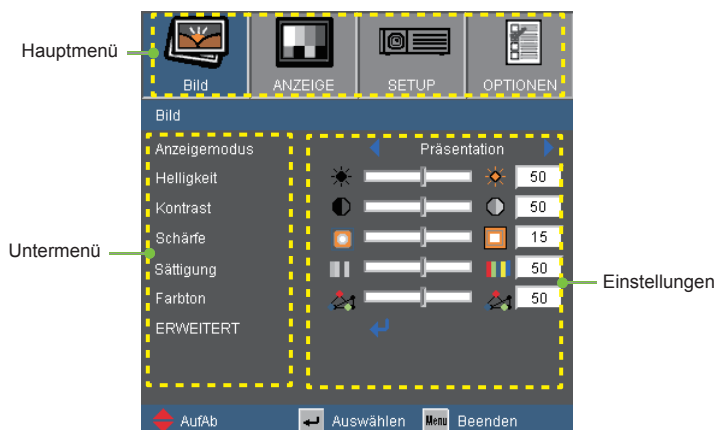 Hauptmenü
Bild ANZEIGE SETUP OPTIONEN
Bild
Anzeigemodus Präsentation
Helligkeit 50
Kontrast 50
Schärfe 15
Untermenü
Sättigung 50
Einstellungen
Farbton 50
ERWEITERT
AufAb Auswählen Menu Beenden